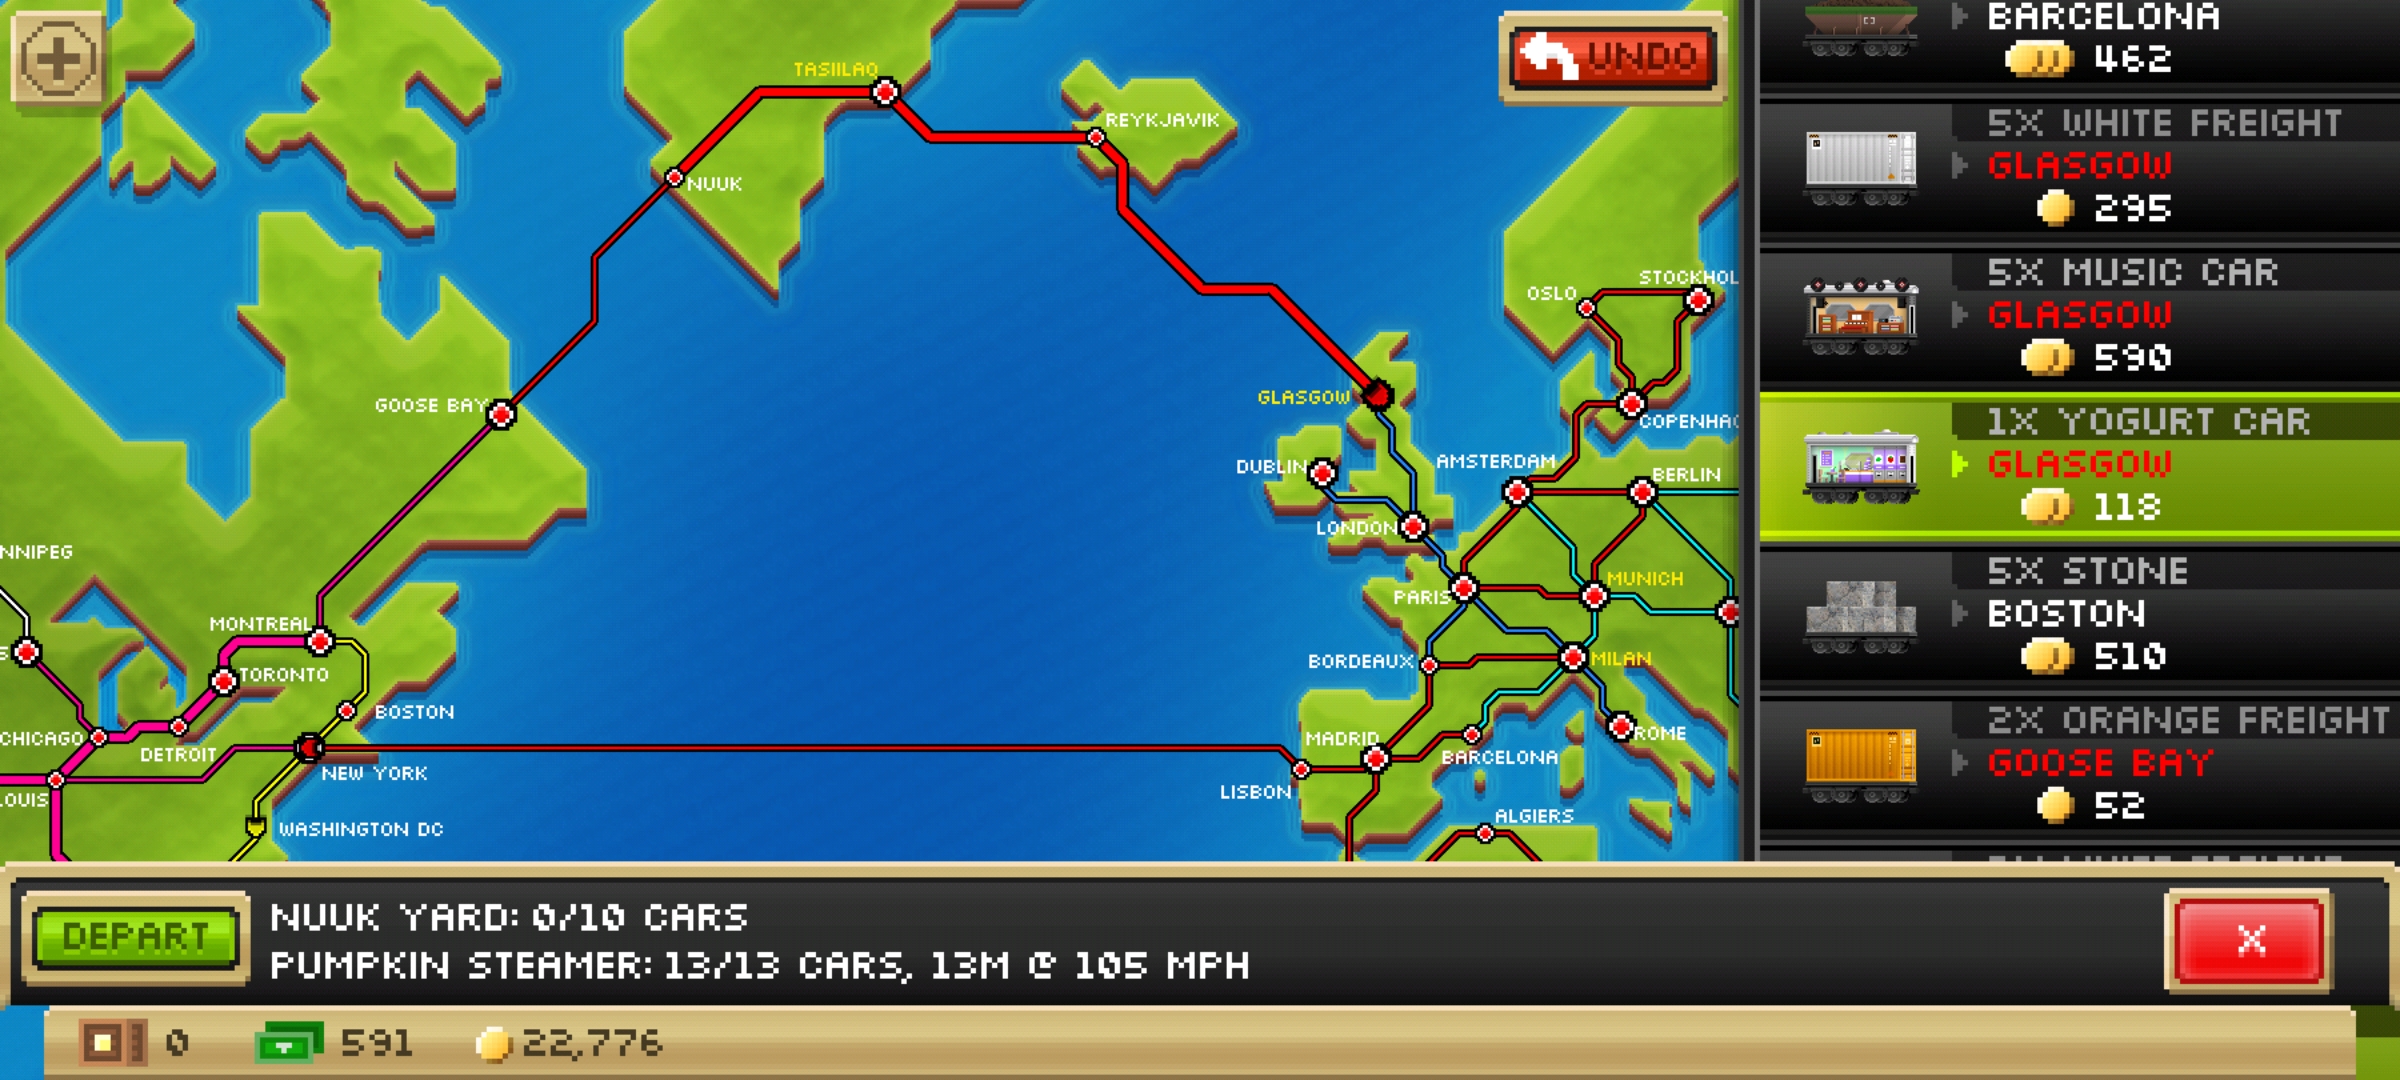 UNDO
TASIILAQ
REYKJAVIK
NUUK
OSLO
STOCKHOL
GOOSE BAY
GLASGOW
COPENHAG
DUBLIN
AMSTERDAM
BERLIN
LONDON
NNIPEG
MUNICH
PARIS
MONTREAL
TORONTO
BORDEAUX
MILAN
BOSTON
CHICAGO
DETROIT
NEW YORK
MADRID
ROME
BARCELONA
LISBON
OUIS
WASHINGTON DC
ALGIERS
BARCELONA
462
5X WHITE FREIGHT
GLASGOW
295
5X MUSIC CAR
GLASGOW
590
1X YOGURT CAR
GLASGOW
118
5X STONE
BOSTON
510
2X ORANGE FREIGHT
GOOSE BAY
52
DEPART
NUUK YARD: 0/10 CARS
PUMPKIN STEAMER: 13/13 CARS, 13M @ 105 MPH
X
0
591
22,776